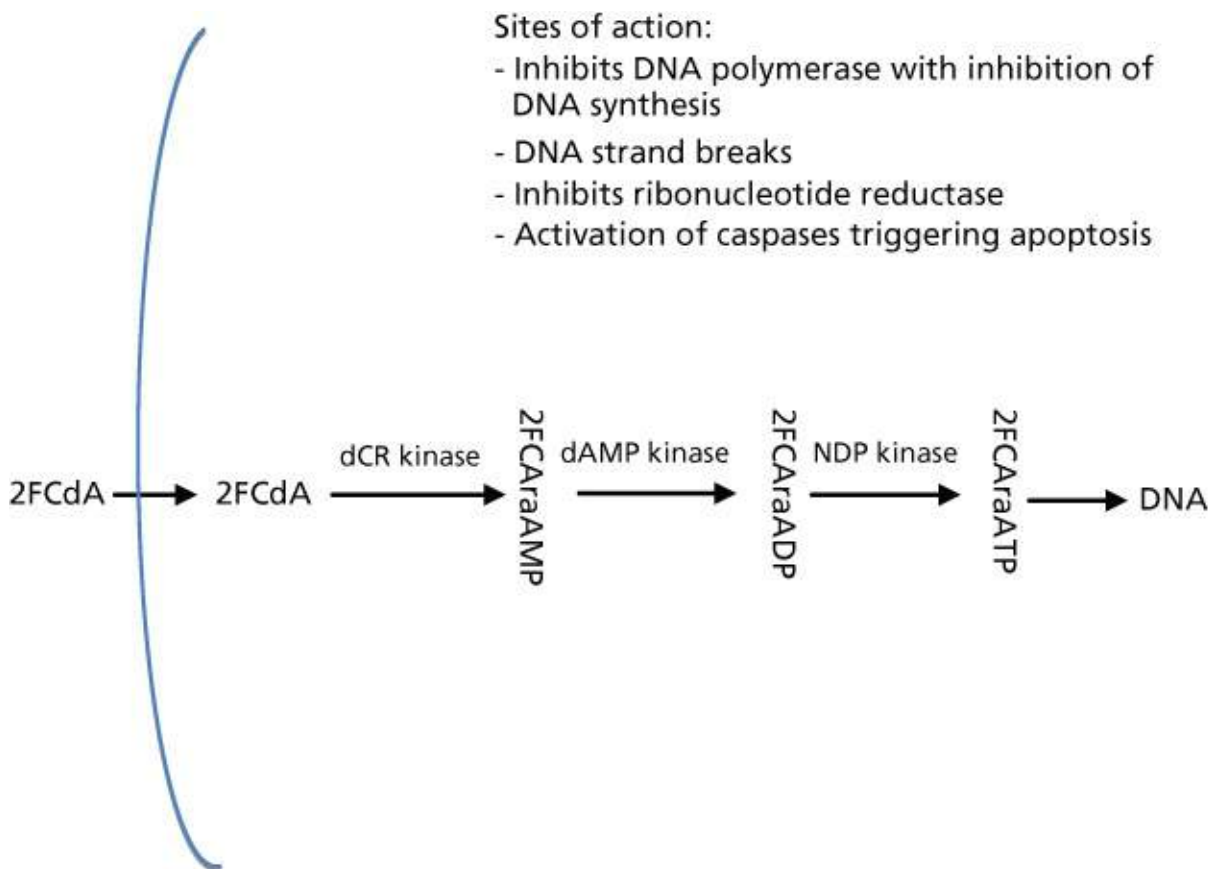 Sites of action:
- Inhibits DNA polymerase with inhibition of
DNA synthesis
- DNA strand breaks
- Inhibits ribonucleotide reductase
- Activation of caspases triggering apoptosis
2FCdA
2FCdA
dCR kinase
2FCAraAMP
dAMP kinase
2FCAraADP
NDP kinase
2FCAraATP
DNA